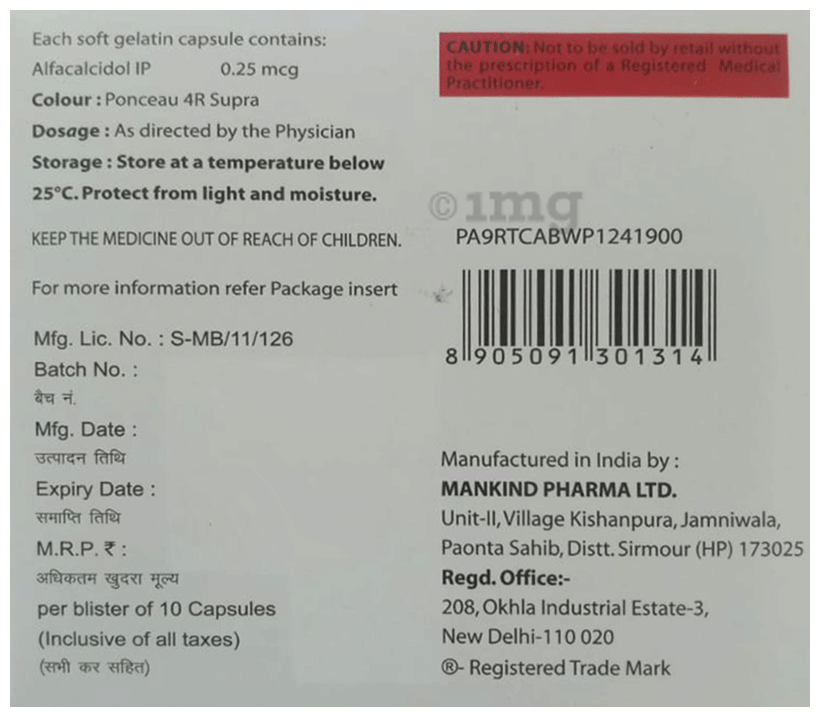 Each soft gelatin capsule contains:
Alfacalcidol IP 0.25 mcg
Colour : Ponceau 4R Supra
Dosage : As directed by the Physician
Storage : Store at a temperature below
25°C. Protect from light and moisture.
KEEP THE MEDICINE OUT OF REACH OF CHILDREN.
For more information refer Package insert
Mfg. Lic. No. : S-MB/11/126
Batch No. :
बैच नं.
Mfg. Date :
उत्पादन तिथि
Expiry Date :
समाप्ति तिथि
M.R.P. ₹ :
अधिकतम खुदरा मूल्य
per blister of 10 Capsules
(Inclusive of all taxes)
(सभी कर सहित)
CAUTION: Not to be sold by retail without
the prescription of a Registered Medical
Practitioner.
©1mg
PA9RTCABWP1241900
8 905091 301314
Manufactured in India by :
MANKIND PHARMA LTD.
Unit-II, Village Kishanpura, Jamniwala,
Paonta Sahib, Distt. Sirmour (HP) 173025
Regd. Office:-
208, Okhla Industrial Estate-3,
New Delhi-110 020
®- Registered Trade Mark